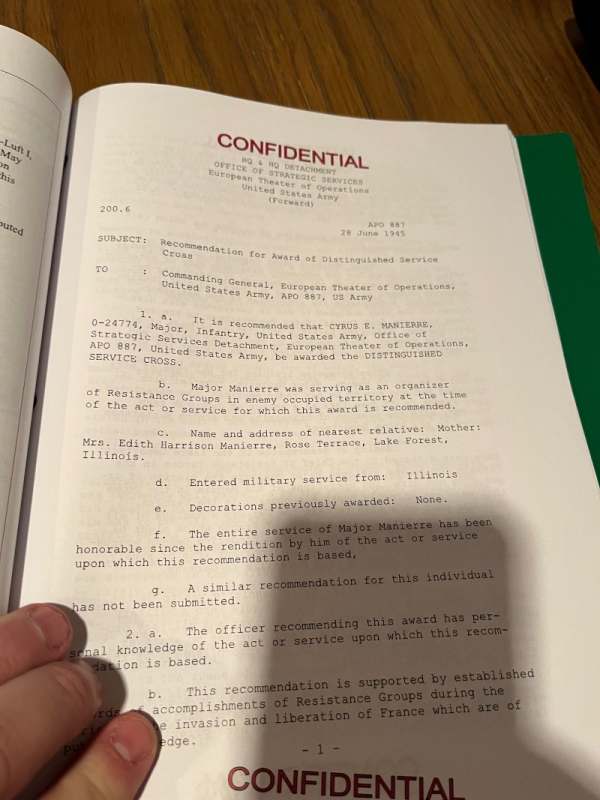 -Luft I,
May
on
this
CONFIDENTIAL
HQ & HQ DETACHMENT
OFFICE OF STRATEGIC SERVICES
European Theater of Operations
United States Army
(Forward)
200.6
APO 887
28 June 1945
SUBJECT: Recommendation for Award of Distinguished Service
Cross
TO : Commanding General, European Theater of Operations,
United States Army, APO 887, US Army
1. a. It is recommended that CYRUS E. MANIERRE,
O-24774, Major, Infantry, United States Army, Office of
Strategic Services Detachment, European Theater of Operations,
APO 887, United States Army, be awarded the DISTINGUISHED
SERVICE CROSS.
b. Major Manierre was serving as an organizer
of Resistance Groups in enemy occupied territory at the time
of the act or service for which this award is recommended.
c. Name and address of nearest relative: Mother:
Mrs. Edith Harrison Manierre, Rose Terrace, Lake Forest,
Illinois.
d. Entered military service from: Illinois
e. Decorations previously awarded: None.
f. The entire service of Major Manierre has been
honorable since the rendition by him of the act or service
upon which this recommendation is based,
g. A similar recommendation for this individual
has not been submitted.
2. a. The officer recommending this award has per-
knowledge of the act or service upon which this recom-
is based.
b. This recommendation is supported by established
of accomplishments of Resistance Groups during the
invasion and liberation of France which are of
- 1 -
CONFIDENTIAL